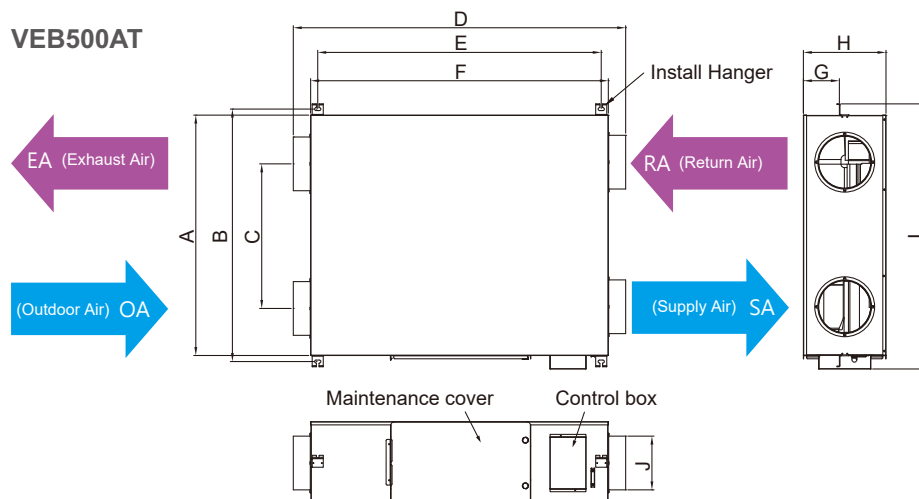 VEB500AT
D
E
F
Install Hanger
H
G
EA (Exhaust Air)
RA (Return Air)
A
B
C
(Outdoor Air) OA
(Supply Air) SA
Maintenance cover
Control box
J